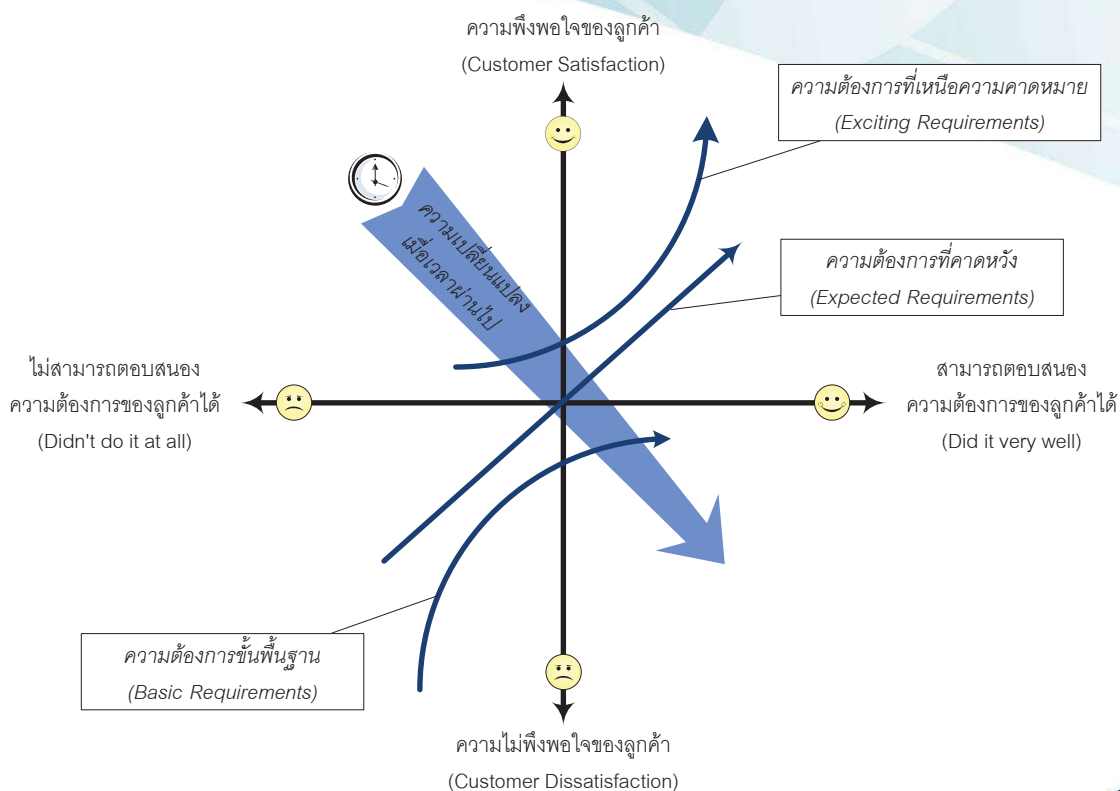 ความพึงพอใจของลูกค้า
(Customer Satisfaction)
ความต้องการที่เหนือความคาดหมาย
(Exciting Requirements)
ความเปลี่ยนแปลง
เมื่อเวลาผ่านไป
ความต้องการที่คาดหวัง
(Expected Requirements)
ไม่สามารถตอบสนอง
ความต้องการของลูกค้าได้
(Didn't do it at all)
สามารถตอบสนอง
ความต้องการของลูกค้าได้
(Did it very well)
ความต้องการขั้นพื้นฐาน
(Basic Requirements)
ความไม่พึงพอใจของลูกค้า
(Customer Dissatisfaction)